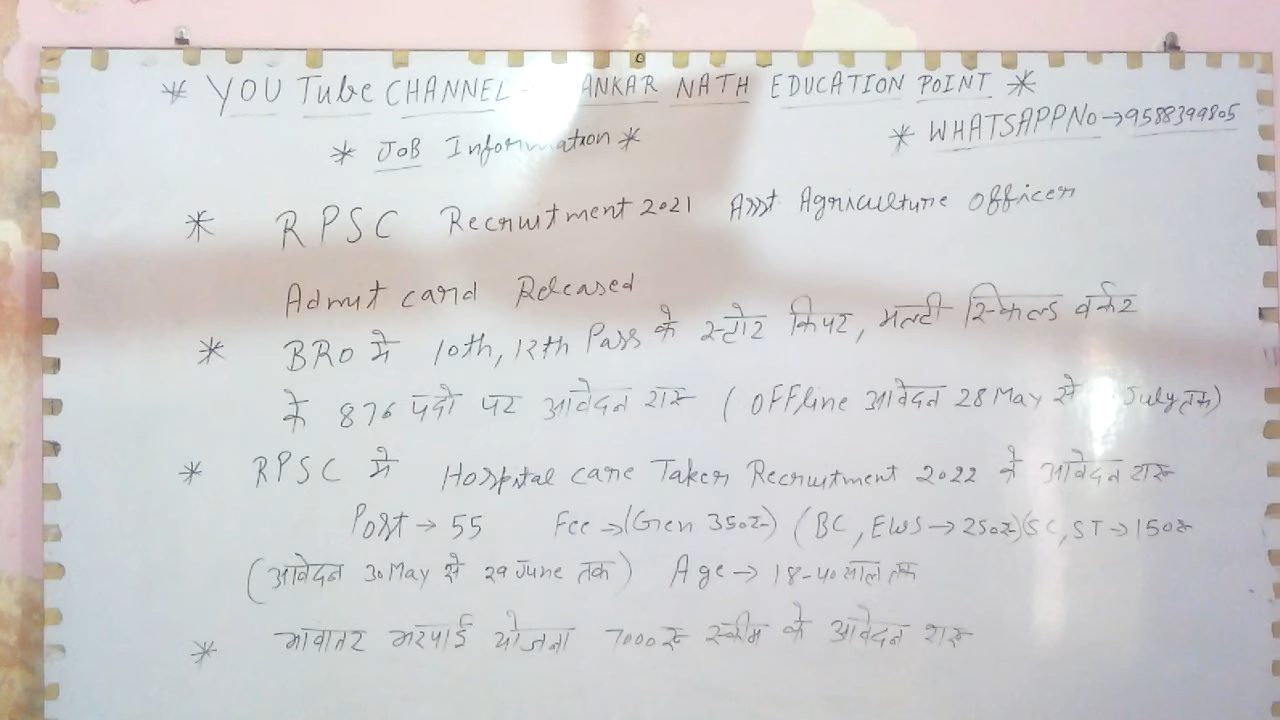 * YOU Tube CHANNEL - ANKAR NATH EDUCATION POINT *
* JOB Information *
* WHATSAPP No → 9588399805
* RPSC Recruitment 2021 Asst Agriculture Officer
Admit card Released
* BRO मे 10th, 12th Pass के स्टोर किपर, मल्टी स्किल्ड वर्कर
के 876 पदो पर आवेदन शुरू ( Offline आवेदन 28 May से July तक)
* RPSC मे Hospital care Taker Recruitment 2022 के आवेदन शुरू
Post → 55 Fee → (Gen 350रु) (BC, EWS → 250रु) (SC, ST → 150रु
(आवेदन 30 May से 29 June तक) Age → 18-40 साल तक
* भावातर भरपाई योजना 7000रु स्कीम के आवेदन शुरू